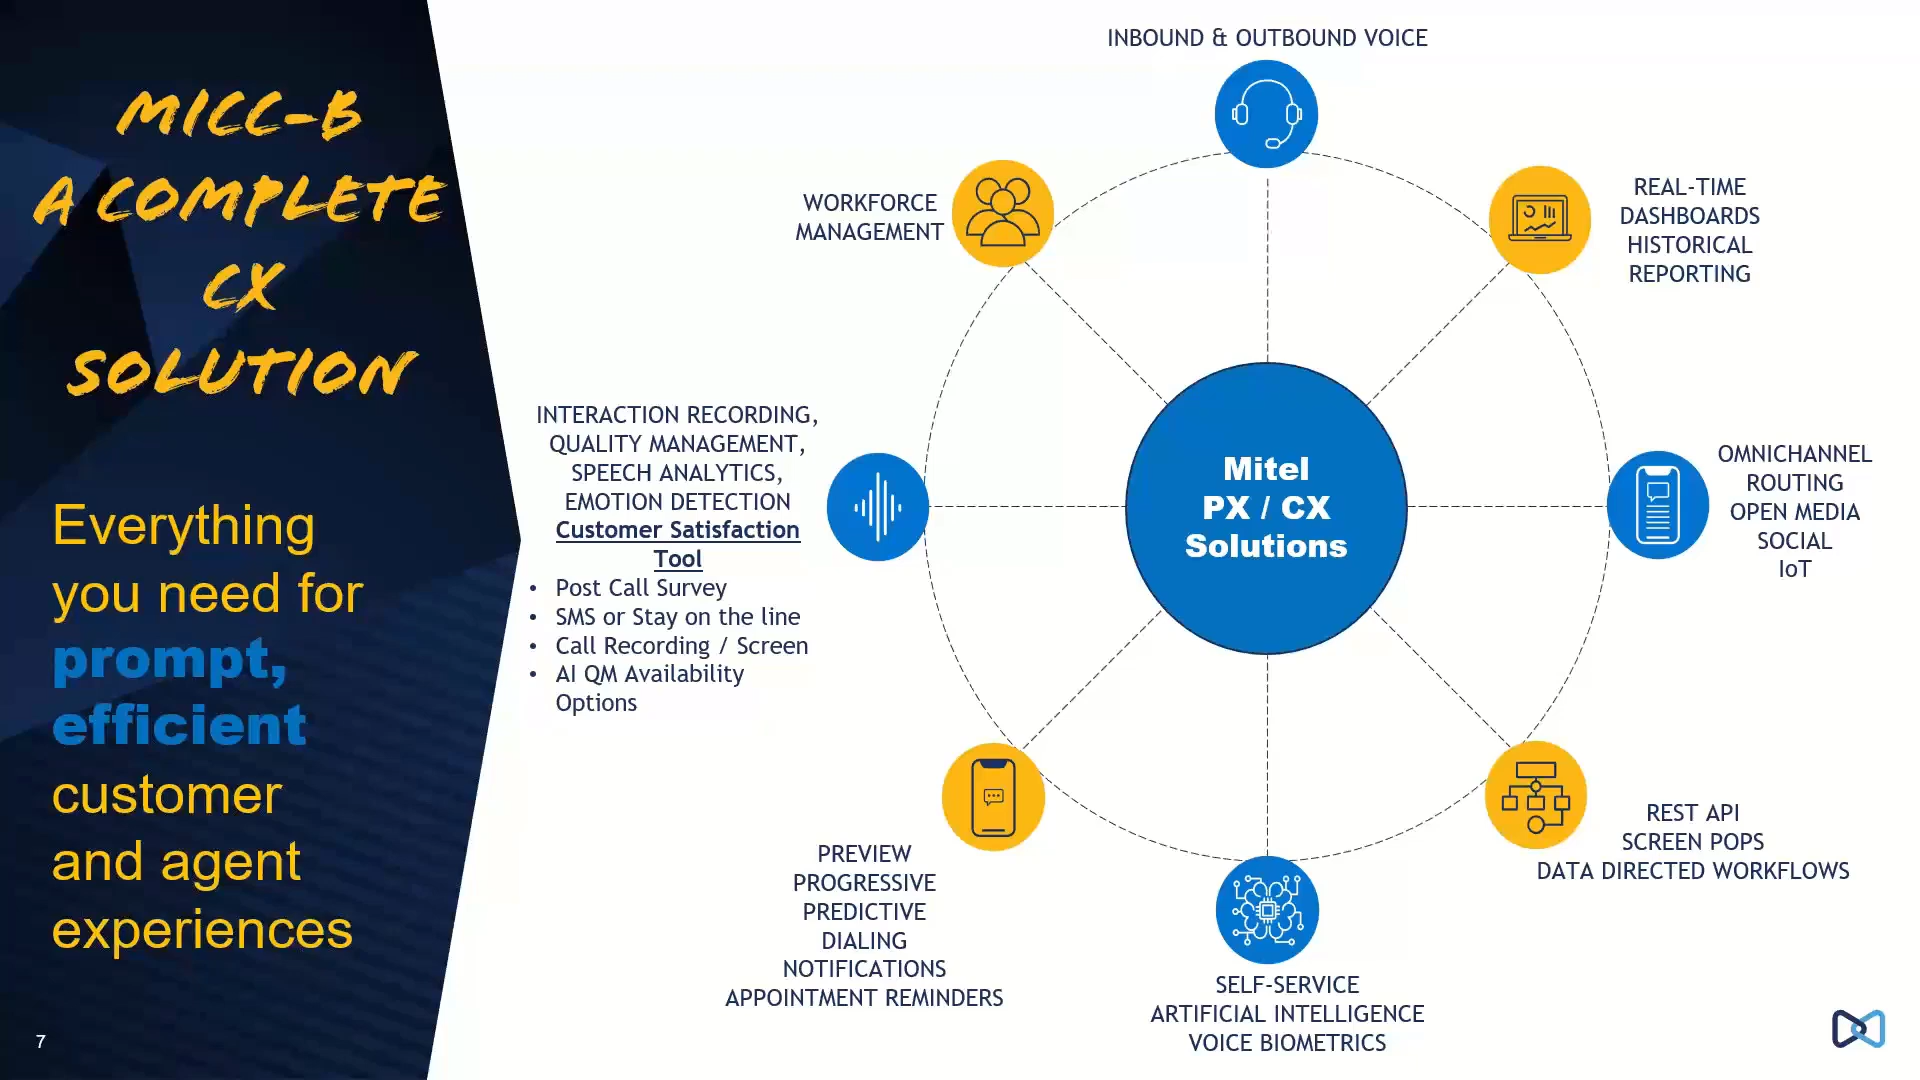 MICC-B
A COMPLETE
CX
SOLUTION
Everything
you need for
prompt,
efficient
customer
and agent
experiences
7
INBOUND & OUTBOUND VOICE
WORKFORCE
MANAGEMENT
REAL-TIME
DASHBOARDS
HISTORICAL
REPORTING
INTERACTION RECORDING,
QUALITY MANAGEMENT,
SPEECH ANALYTICS,
EMOTION DETECTION
Customer Satisfaction
Tool
• Post Call Survey
• SMS or Stay on the line
• Call Recording / Screen
• AI QM Availability
Options
Mitel
PX / CX
Solutions
OMNICHANNEL
ROUTING
OPEN MEDIA
SOCIAL
IoT
PREVIEW
PROGRESSIVE
PREDICTIVE
DIALING
NOTIFICATIONS
APPOINTMENT REMINDERS
SELF-SERVICE
ARTIFICIAL INTELLIGENCE
VOICE BIOMETRICS
REST API
SCREEN POPS
DATA DIRECTED WORKFLOWS